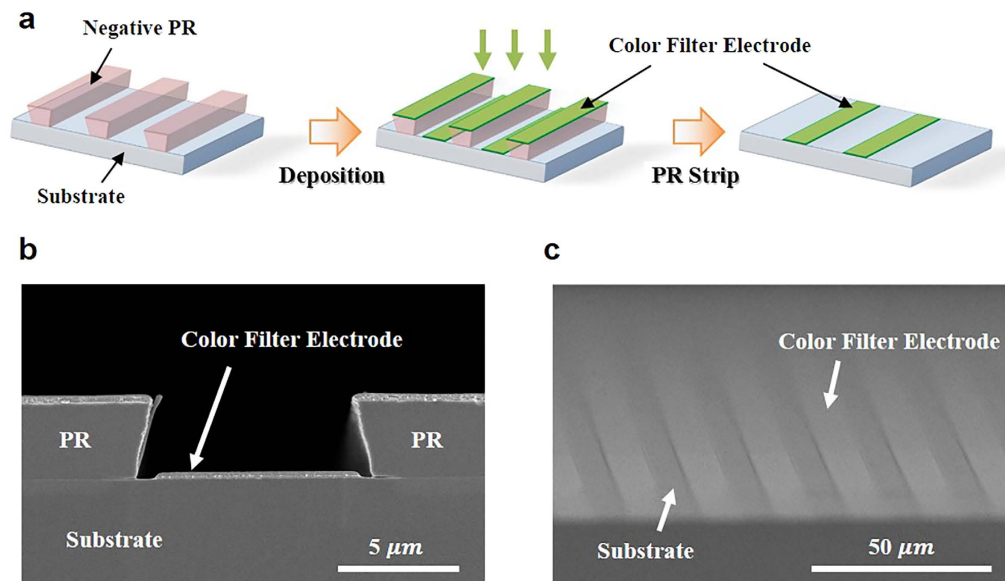 a
Negative PR
Color Filter Electrode
Substrate
Deposition
PR Strip
b
c
Color Filter Electrode
PR
PR
Substrate
5 μm
Color Filter Electrode
Substrate
50 μm